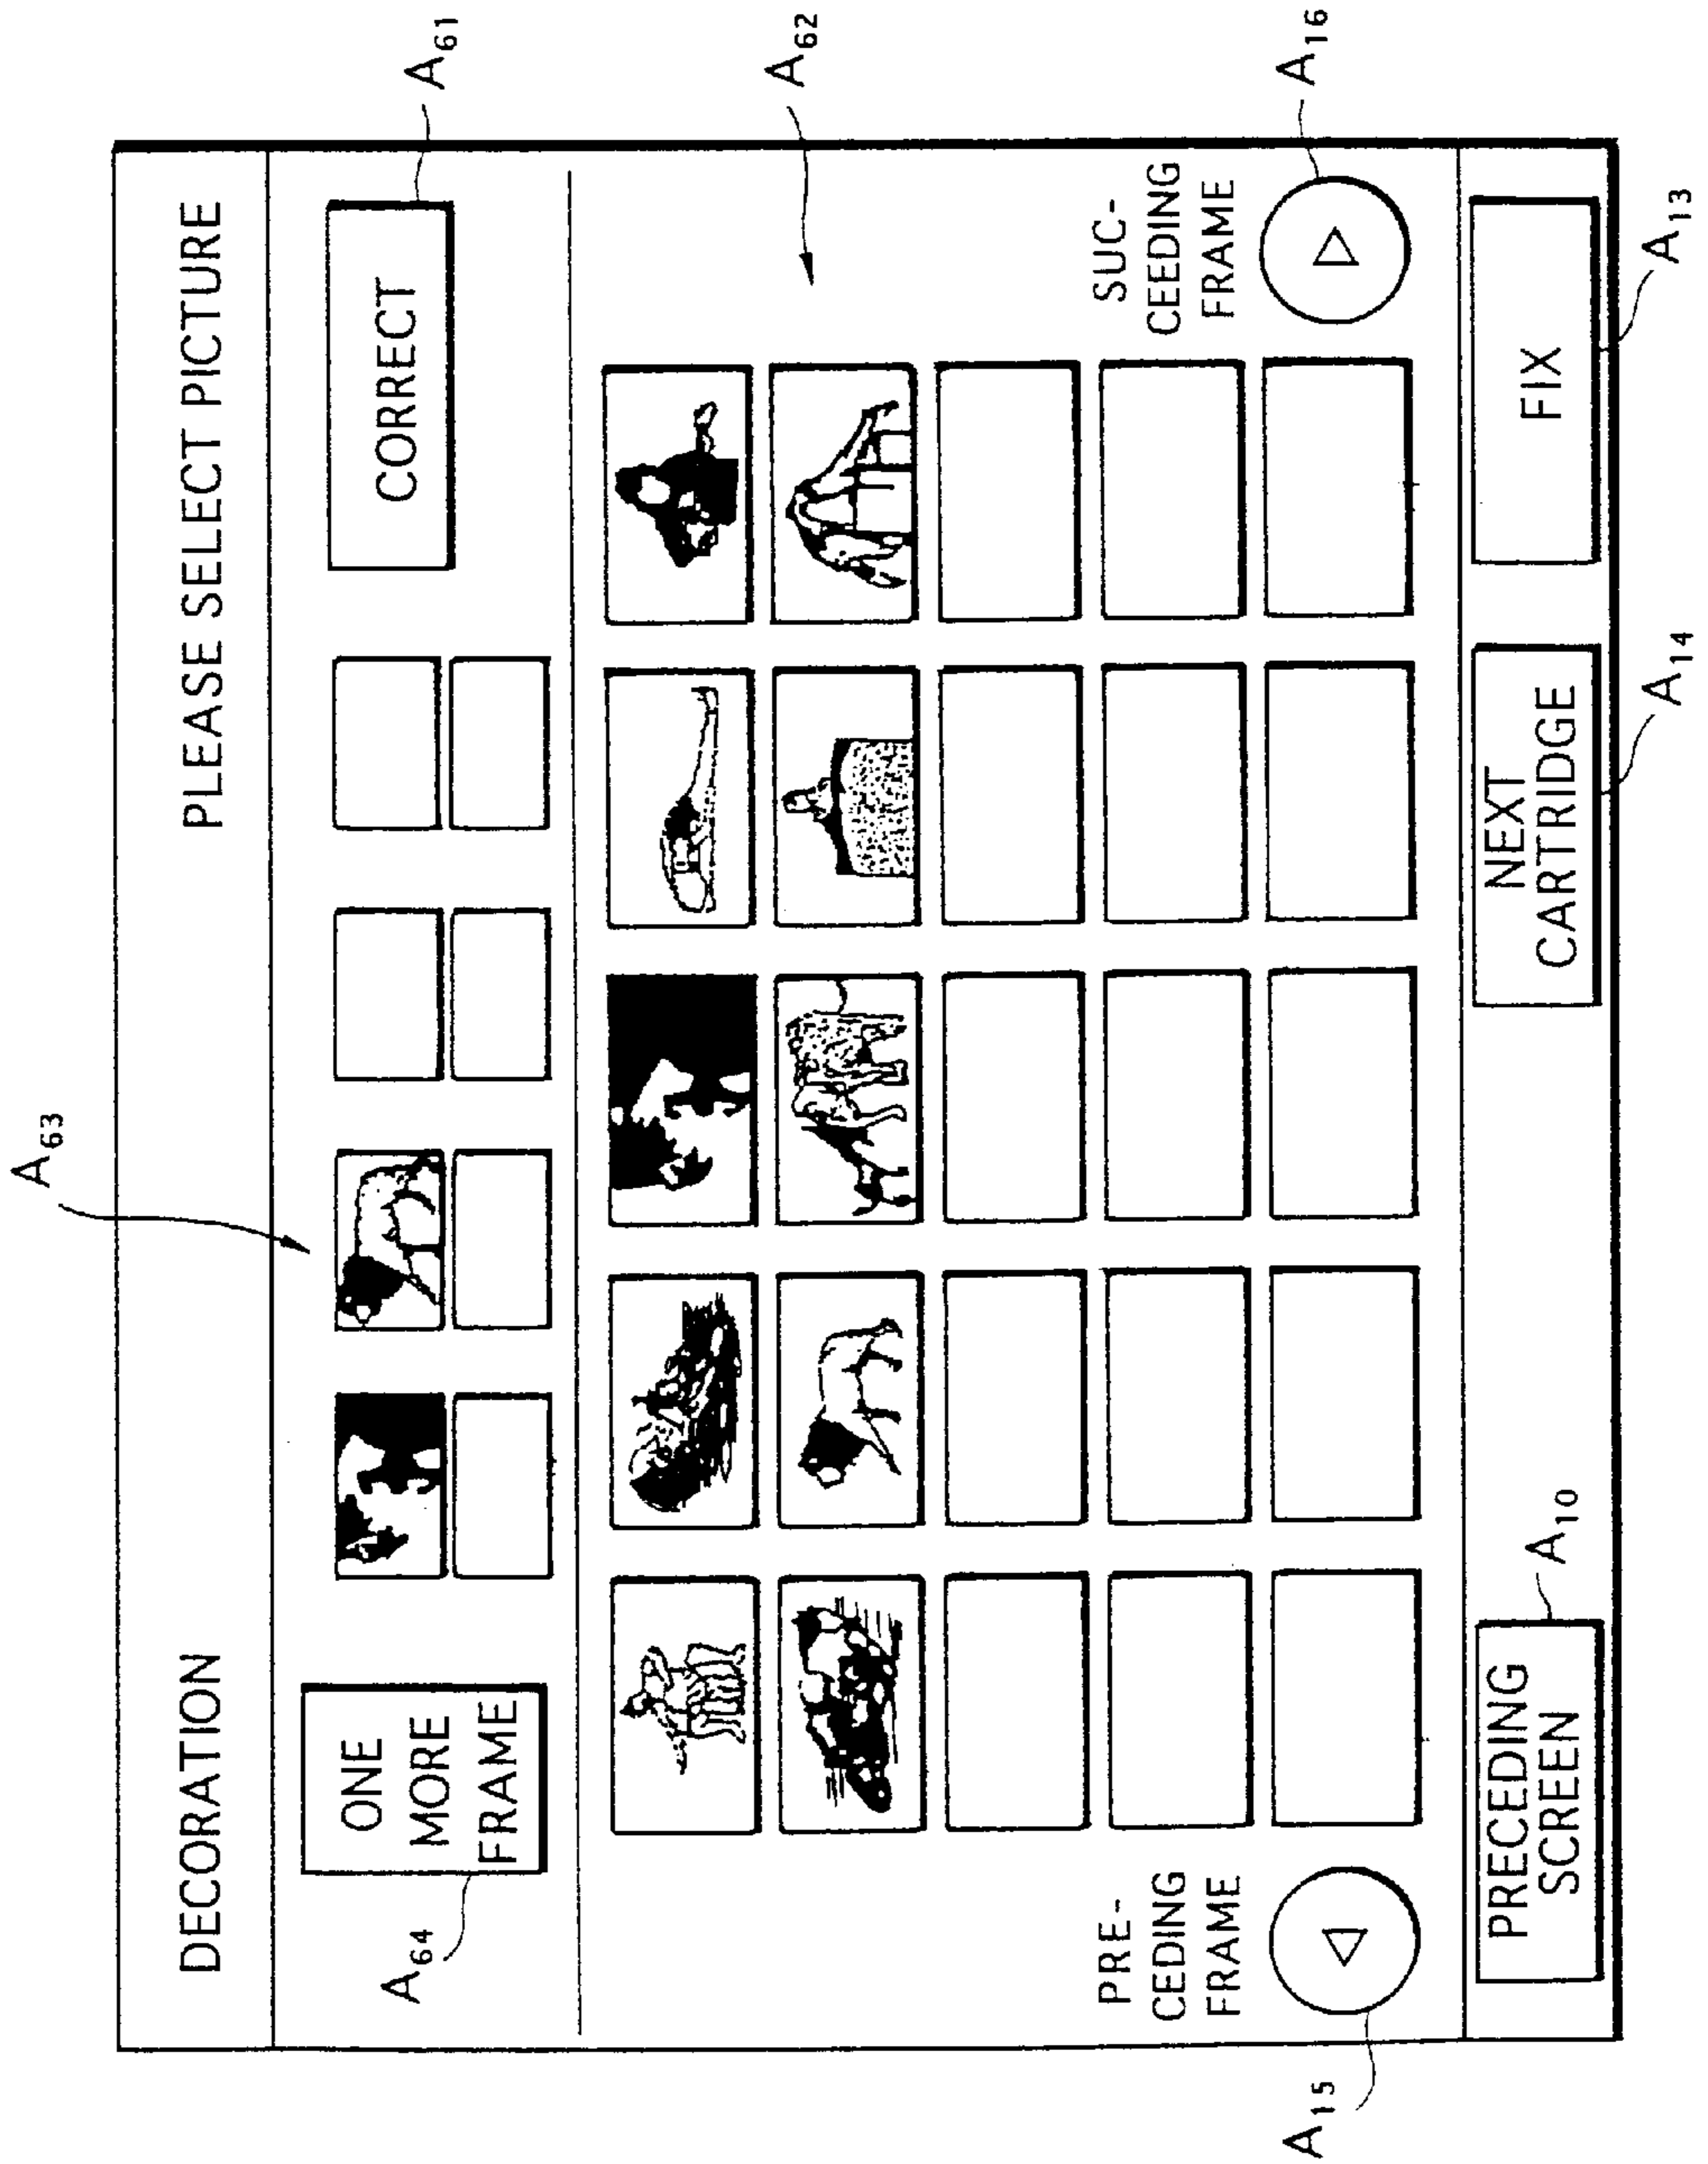 A63
A61
A62
A16
DECORATION
PLEASE SELECT PICTURE
A64
ONE
MORE
FRAME
CORRECT
PRE-
CEDING
FRAME
SUC-
CEEDING
FRAME
A15
PRECEDING
SCREEN
NEXT
CARTRIDGE
FIX
A10
A14
A13